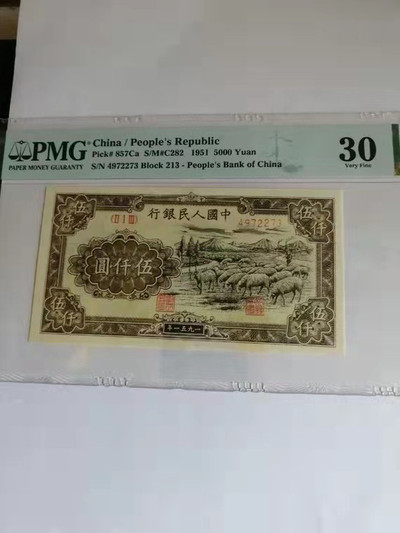 PMG China / People's Republic
Pick# 857Ca S/M#C282 1951 5000 Yuan
PAPER MONEY GUARANTY S/N 4972273 Block 213 - People's Bank of China
30
Very Fine
行銀民人國中
4972273
圓仟伍
伍仟
伍仟
伍仟
伍仟
年一五九一